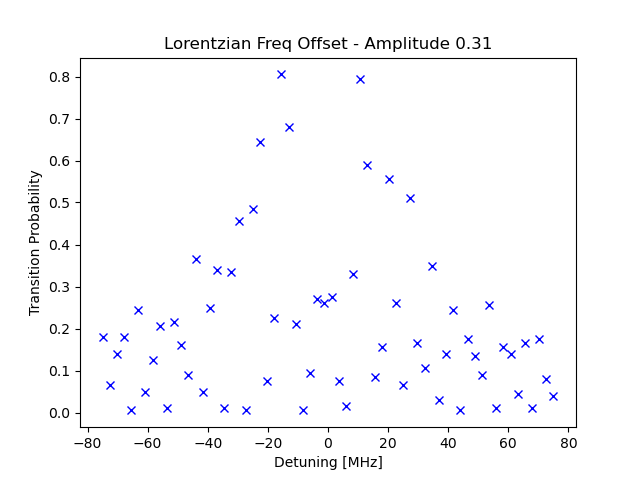 Lorentzian Freq Offset - Amplitude 0.31
Transition Probability
0.8
0.7
0.6
0.5
0.4
0.3
0.2
0.1
0.0
−80 −60 −40 −20 0 20 40 60 80
Detuning [MHz]